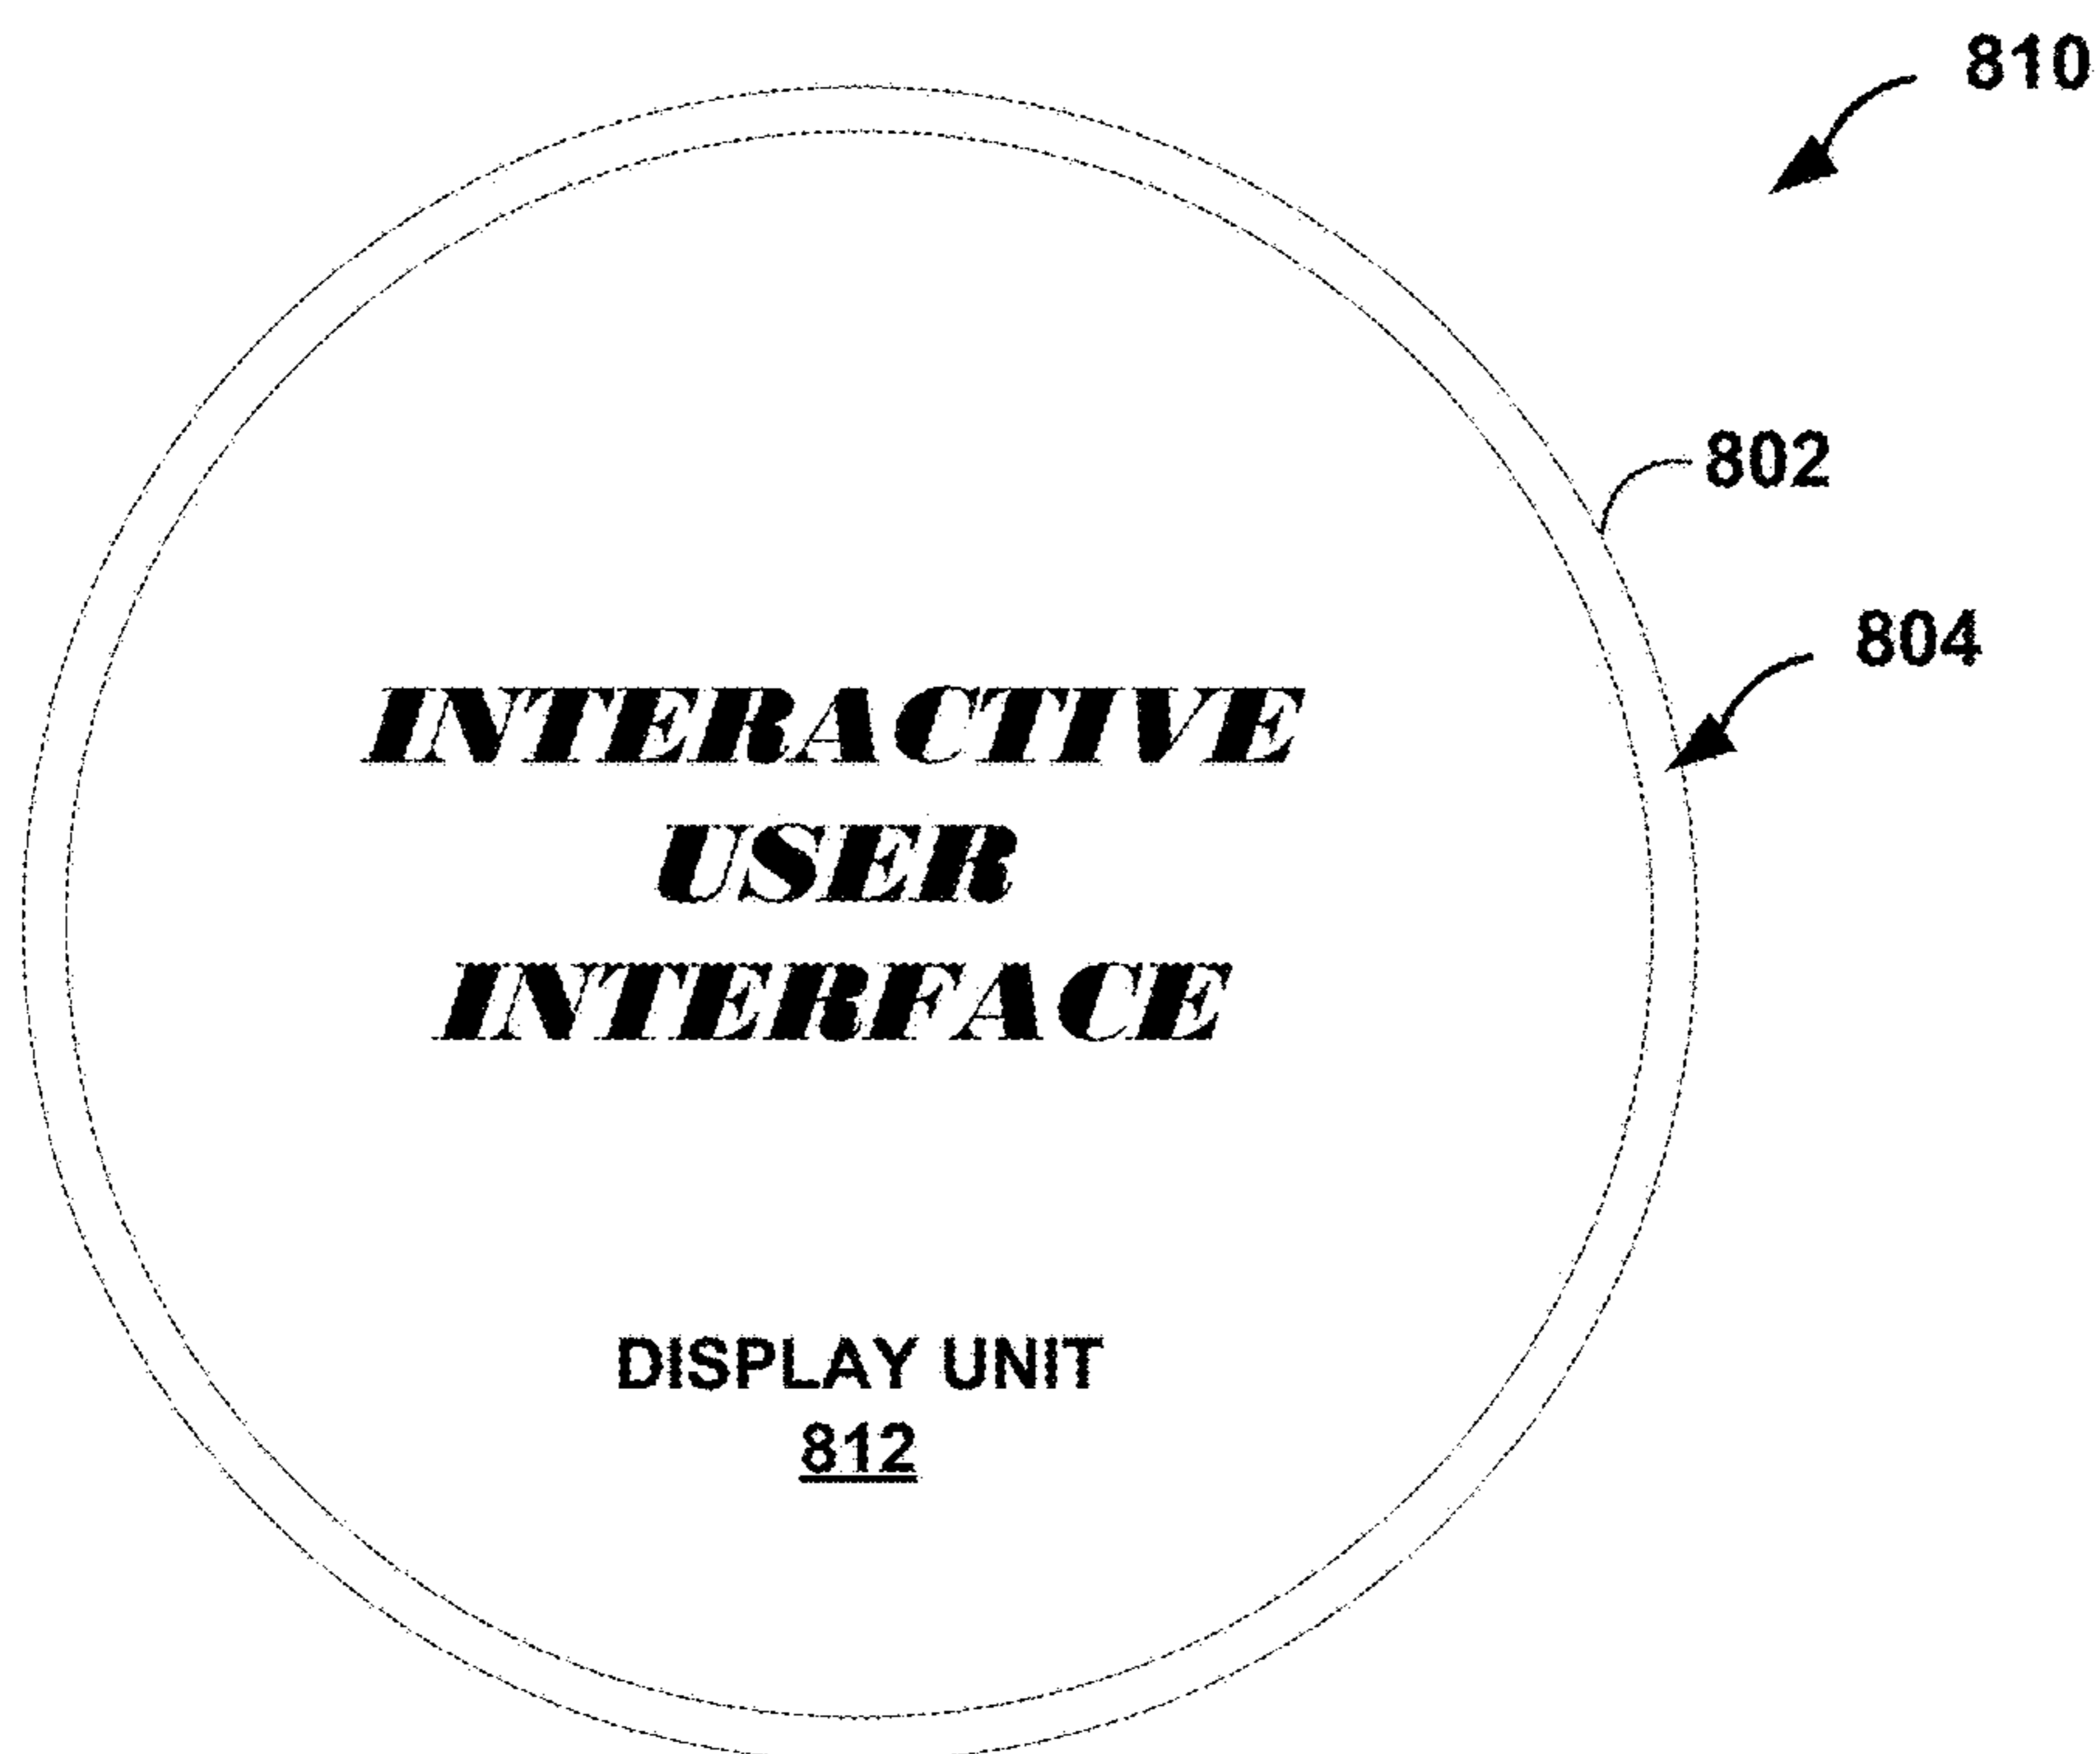 810
802
804
INTERACTIVE
USER
INTERFACE
DISPLAY UNIT
812